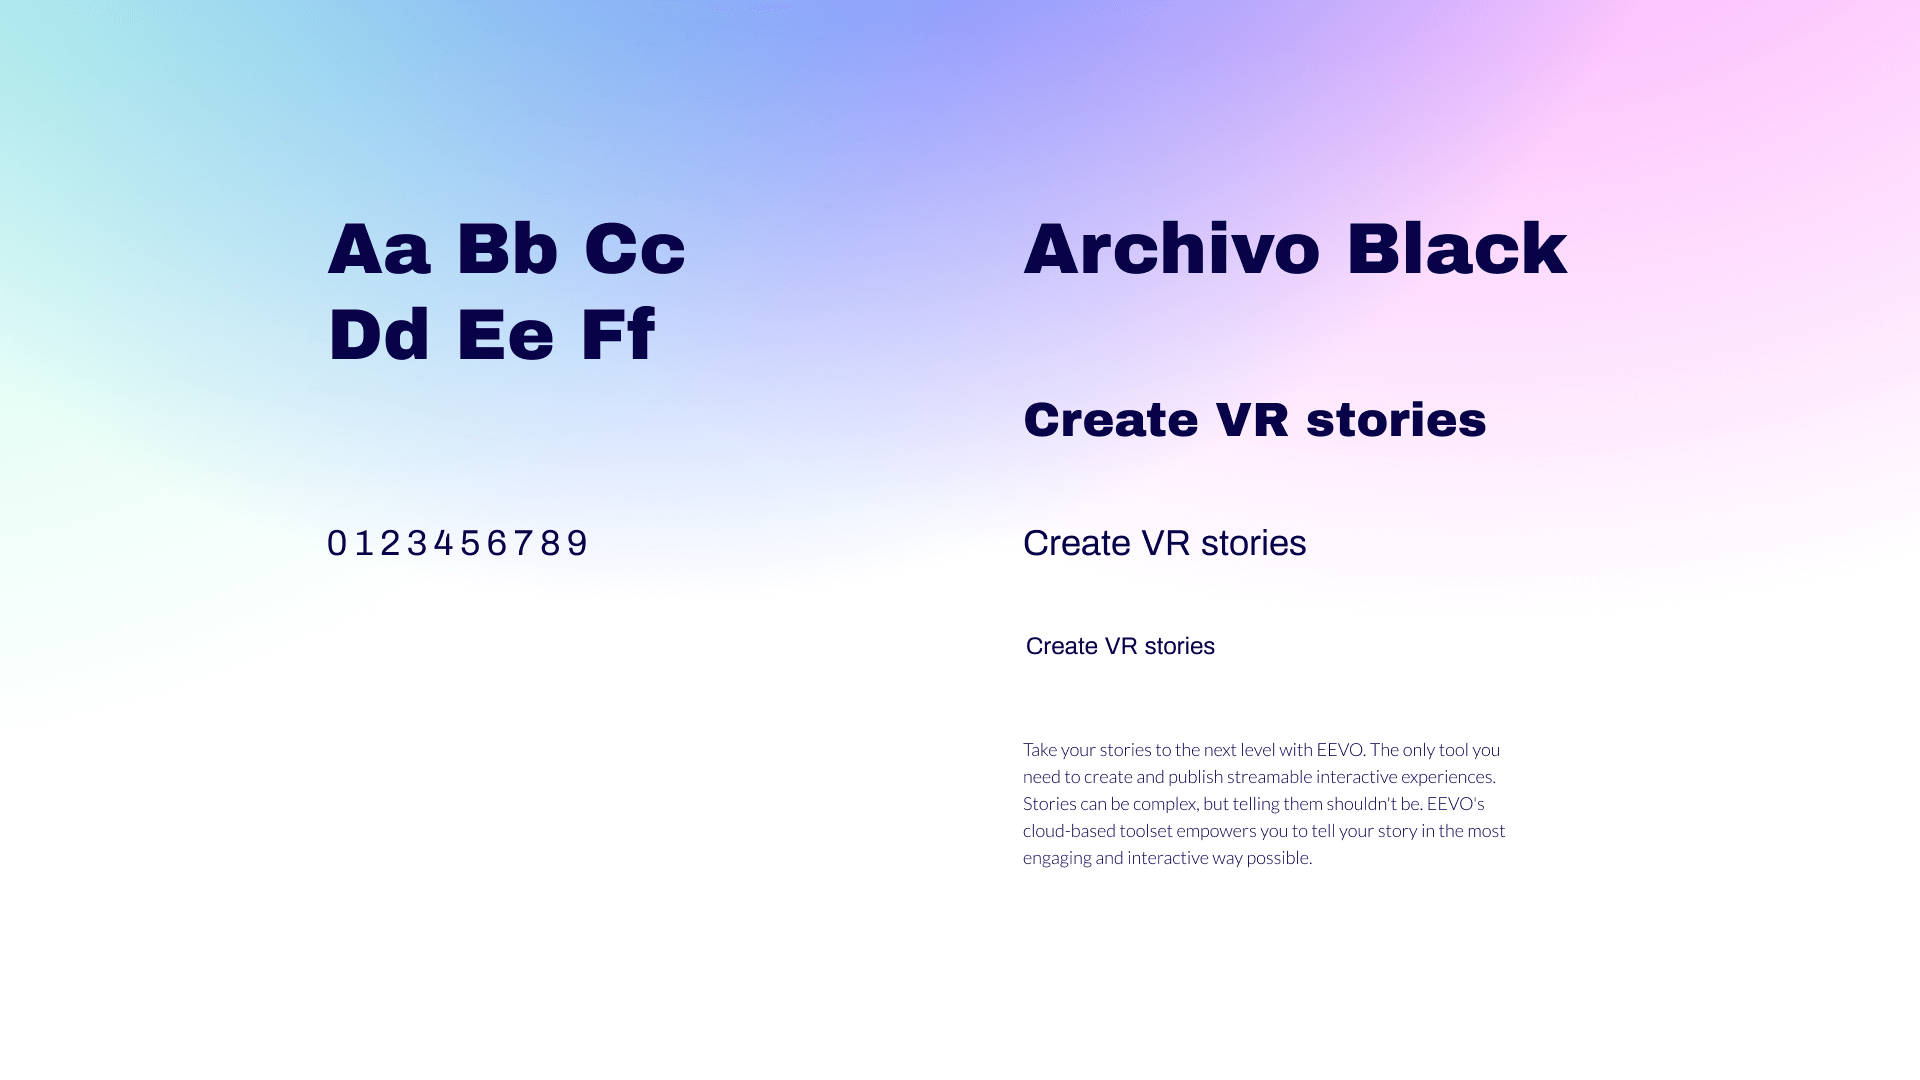 Aa Bb Cc
Dd Ee Ff
0123456789
Archivo Black
Create VR stories
Create VR stories
Create VR stories
Take your stories to the next level with EEVO. The only tool you
need to create and publish streamable interactive experiences.
Stories can be complex, but telling them shouldn't be. EEVO's
cloud-based toolset empowers you to tell your story in the most
engaging and interactive way possible.